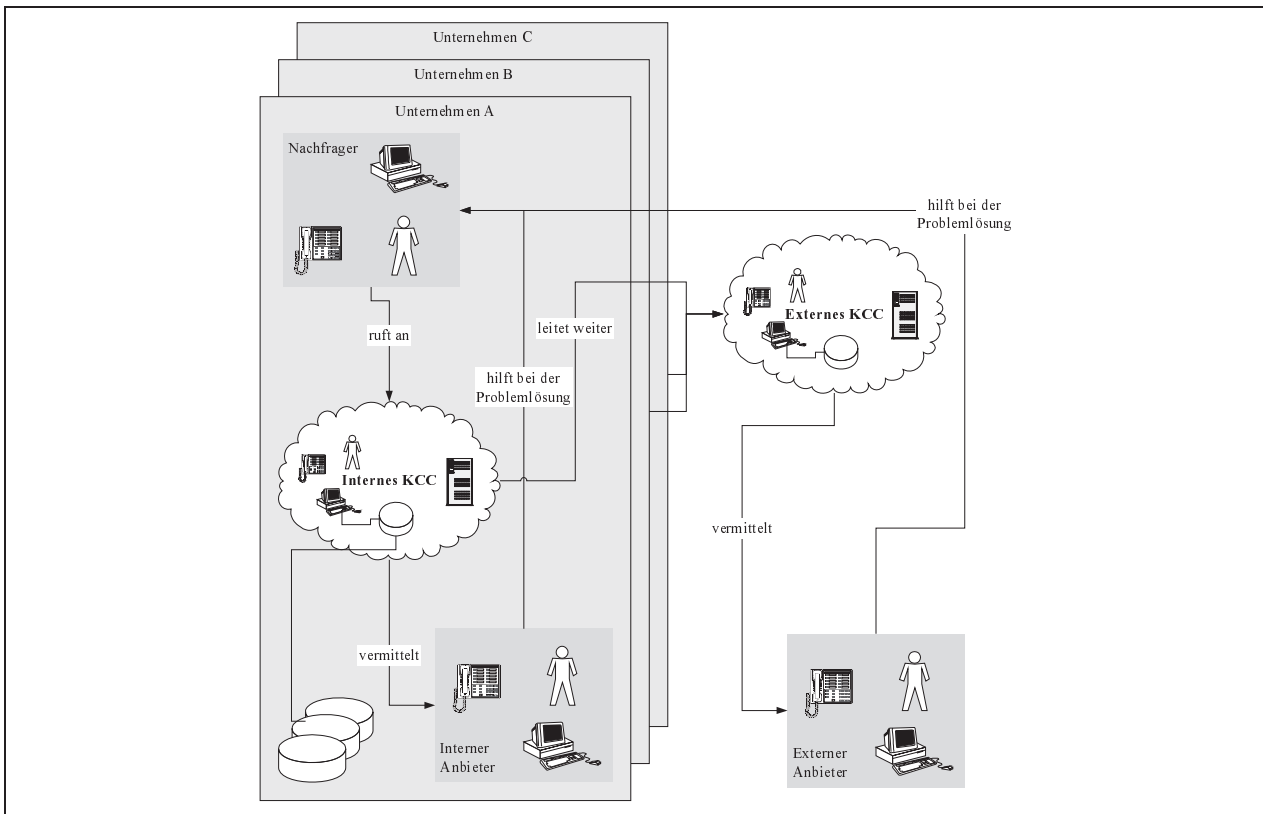 Unternehmen C
Unternehmen B
Unternehmen A
Nachfrager
hilft bei der
Problemlösung
ruft an
leitet weiter
Externes KCC
hilft bei der
Problemlösung
Internes KCC
vermittelt
vermittelt
Interner
Anbieter
Externer
Anbieter